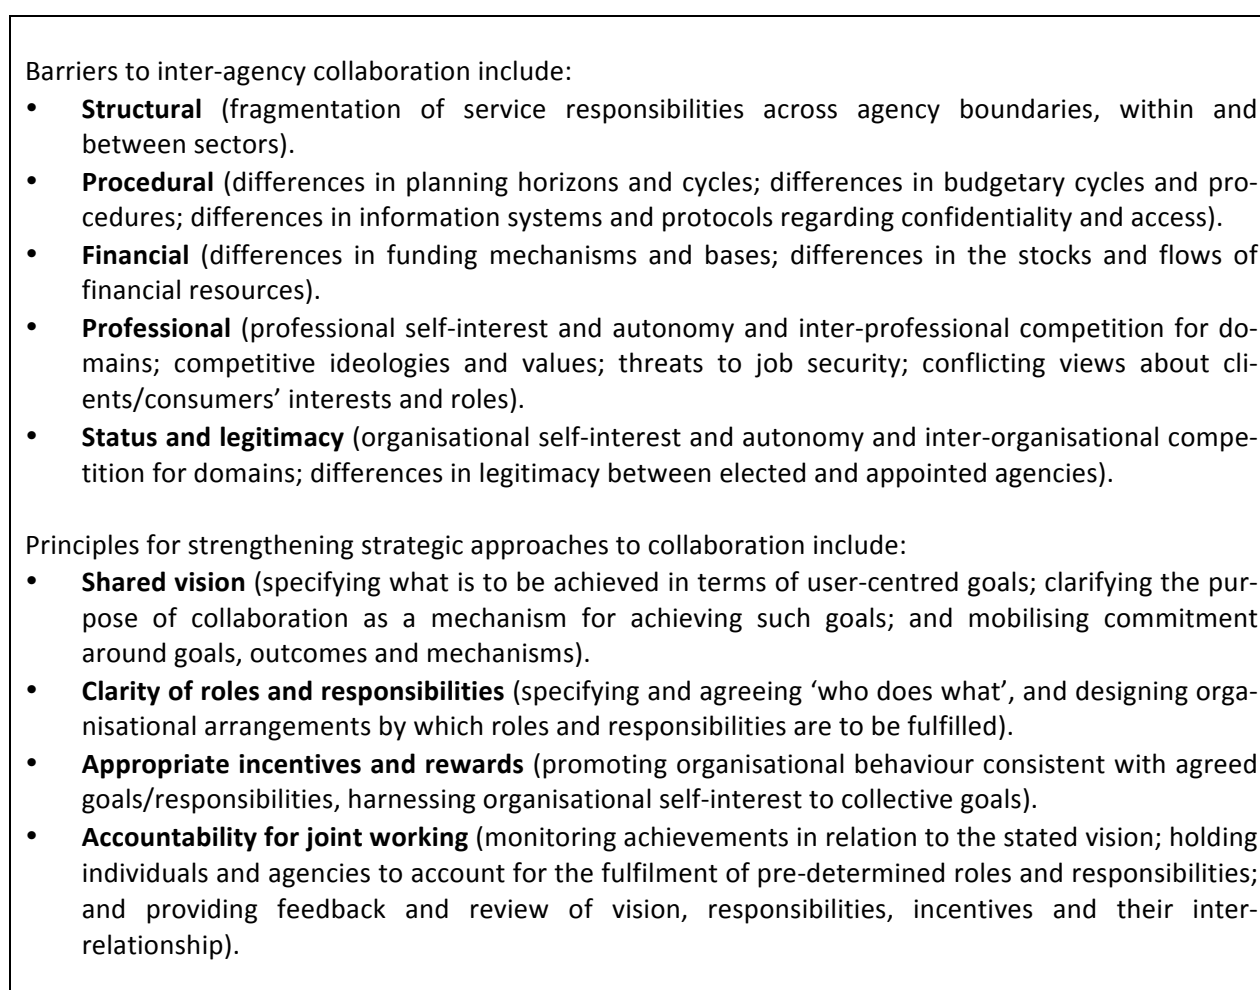 Barriers to inter-agency collaboration include:
• Structural (fragmentation of service responsibilities across agency boundaries, within and
between sectors).
• Procedural (differences in planning horizons and cycles; differences in budgetary cycles and pro-
cedures; differences in information systems and protocols regarding confidentiality and access).
• Financial (differences in funding mechanisms and bases; differences in the stocks and flows of
financial resources).
• Professional (professional self-interest and autonomy and inter-professional competition for do-
mains; competitive ideologies and values; threats to job security; conflicting views about cli-
ents/consumers’ interests and roles).
• Status and legitimacy (organisational self-interest and autonomy and inter-organisational compe-
tition for domains; differences in legitimacy between elected and appointed agencies).
Principles for strengthening strategic approaches to collaboration include:
• Shared vision (specifying what is to be achieved in terms of user-centred goals; clarifying the pur-
pose of collaboration as a mechanism for achieving such goals; and mobilising commitment
around goals, outcomes and mechanisms).
• Clarity of roles and responsibilities (specifying and agreeing ‘who does what’, and designing orga-
nisational arrangements by which roles and responsibilities are to be fulfilled).
• Appropriate incentives and rewards (promoting organisational behaviour consistent with agreed
goals/responsibilities, harnessing organisational self-interest to collective goals).
• Accountability for joint working (monitoring achievements in relation to the stated vision; holding
individuals and agencies to account for the fulfilment of pre-determined roles and responsibilities;
and providing feedback and review of vision, responsibilities, incentives and their inter-
relationship).